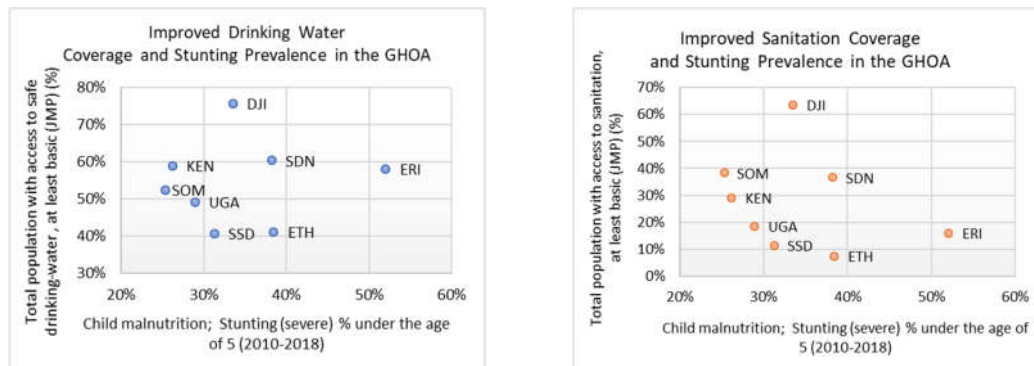 Improved Drinking Water
Coverage and Stunting Prevalence in the GHOA
Total population with access to safe
drinking-water , at least basic (JMP) (%)
80%
70%
60%
50%
40%
30%
DJI
KEN
SDN
ERI
SOM
UGA
SSD
ETH
20%
30%
40%
50%
60%
Child malnutrition; Stunting (severe) % under the age
of 5 (2010-2018)
Improved Sanitation Coverage
and Stunting Prevalence in the GHOA
Total population with access to sanitation,
at least basic (JMP) (%)
70%
60%
50%
40%
30%
20%
10%
0%
DJI
SOM
SDN
KEN
UGA
ERI
SSD
ETH
20%
30%
40%
50%
60%
Child malnutrition; Stunting (severe) % under the age of
5 (2010-2018)